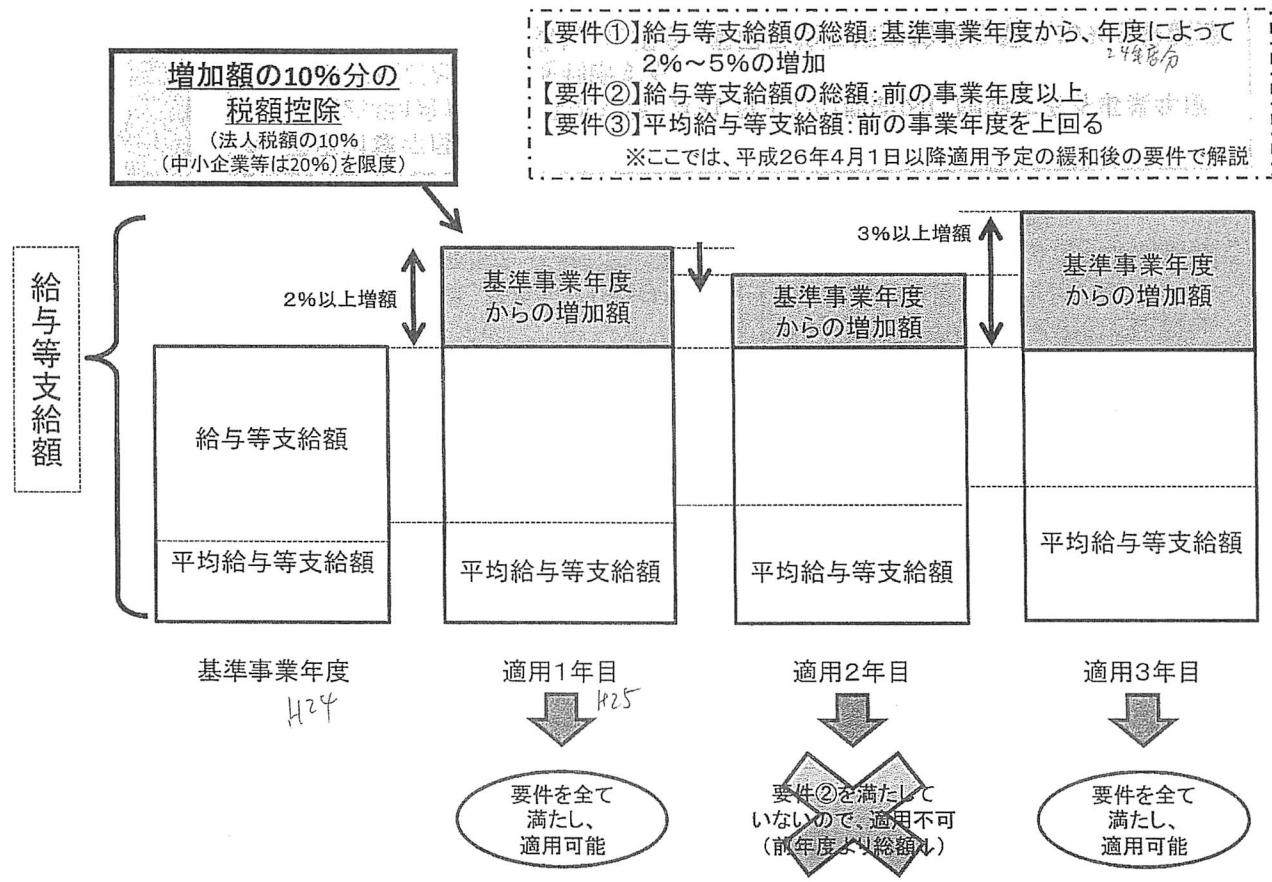 【要件①】給与等支給額の総額:基準事業年度から、年度によって
2%~5%の増加
24年度分
【要件②】給与等支給額の総額:前の事業年度以上
【要件③】平均給与等支給額:前の事業年度を上回る
※ここでは、平成26年4月1日以降適用予定の緩和後の要件で解説
増加額の10%分の
税額控除
(法人税額の10%
(中小企業等は20%)を限度)
給与等支給額
2%以上増額
3%以上増額
給与等支給額
平均給与等支給額
基準事業年度
H24
基準事業年度
からの増加額
平均給与等支給額
適用1年目
H25
要件を全て
満たし、
適用可能
基準事業年度
からの増加額
平均給与等支給額
適用2年目
要件②を満たして
いないので、適用不可
(前年度より総額↓)
基準事業年度
からの増加額
平均給与等支給額
適用3年目
要件を全て
満たし、
適用可能